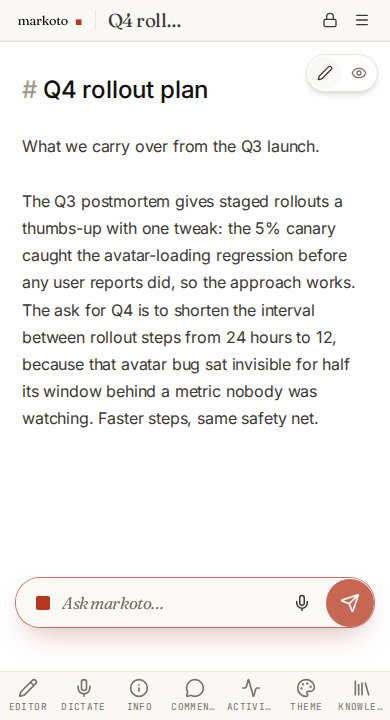 markoto
Q4 roll...
# Q4 rollout plan
What we carry over from the Q3 launch.
The Q3 postmortem gives staged rollouts a
thumbs-up with one tweak: the 5% canary
caught the avatar-loading regression before
any user reports did, so the approach works.
The ask for Q4 is to shorten the interval
between rollout steps from 24 hours to 12,
because that avatar bug sat invisible for half
its window behind a metric nobody was
watching. Faster steps, same safety net.
Ask markoto...
EDITOR DICTATE INFO COMMEN… ACTIVI… THEME KNOWLE…